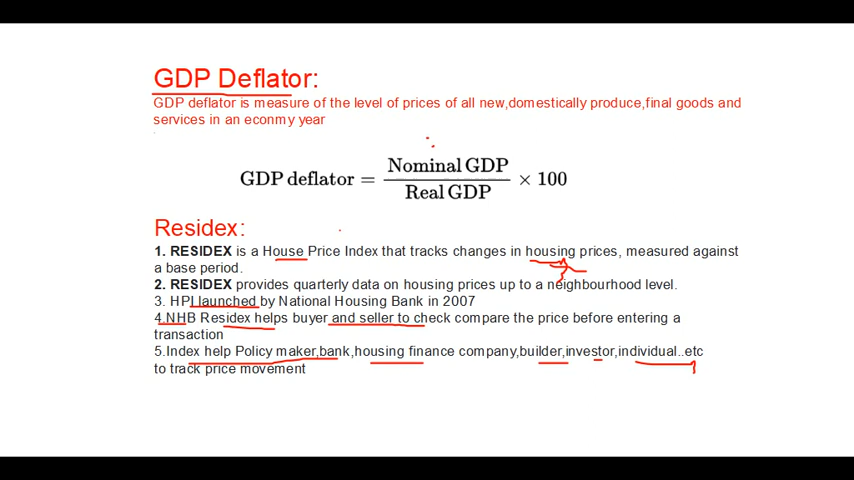 GDP Deflator:
GDP deflator is measure of the level of prices of all new,domestically produce,final goods and
services in an econmy year
GDP deflator = Nominal GDP / Real GDP × 100
Residex:
1. RESIDEX is a House Price Index that tracks changes in housing prices, measured against
a base period.
2. RESIDEX provides quarterly data on housing prices up to a neighbourhood level.
3. HPI launched by National Housing Bank in 2007
4.NHB Residex helps buyer and seller to check compare the price before entering a
transaction
5.Index help Policy maker,bank,housing finance company,builder,investor,individual..etc
to track price movement